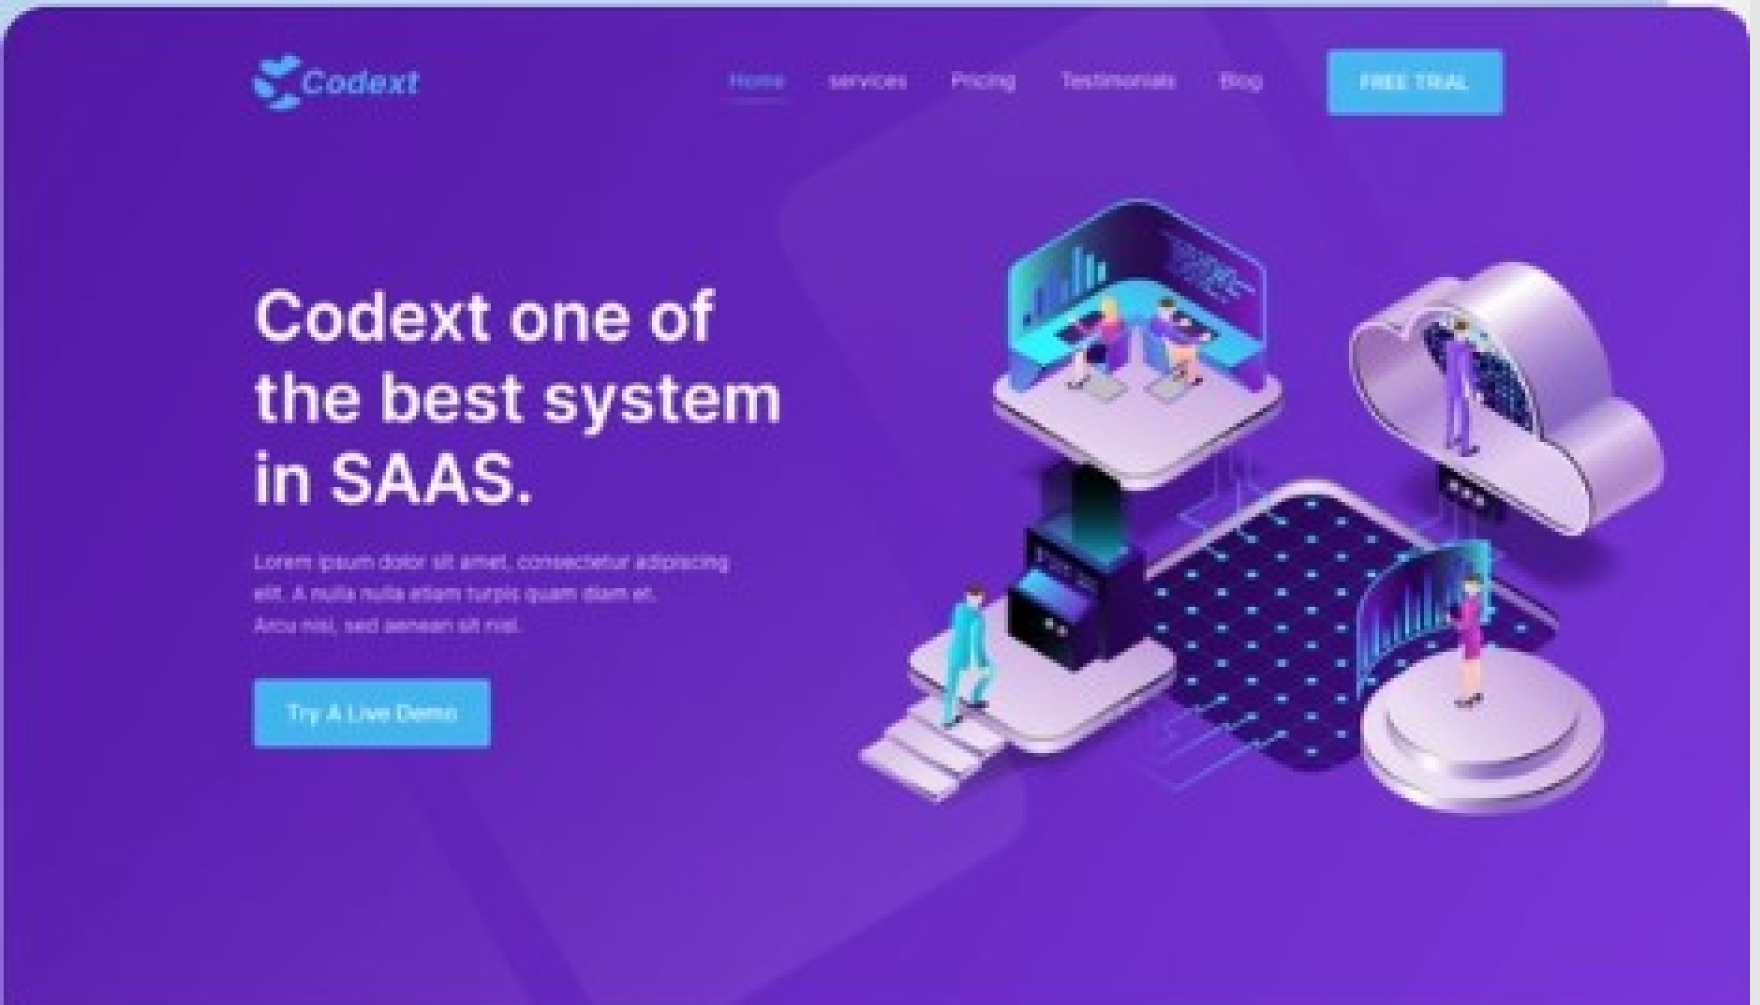 Codext
Home services Pricing Testimonials Blog
FREE TRIAL
Codext one of
the best system
in SAAS.
Lorem ipsum dolor sit amet, consectetur adipiscing
elit. A nulla nulla etiam turpis quam diam et.
Arcu nisi, sed aenean sit nisl.
Try A Live Demo